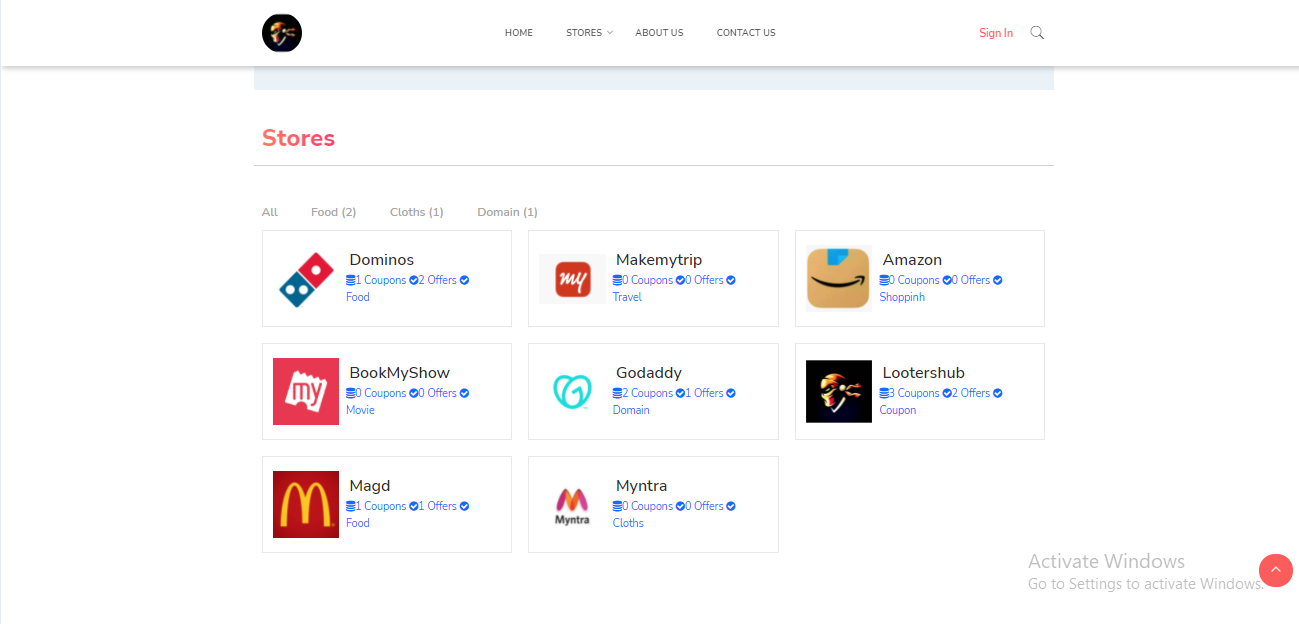 HOME STORES ABOUT US CONTACT US Sign In
Stores
All Food (2) Cloths (1) Domain (1)
Dominos
1 Coupons 2 Offers
Food
my
Makemytrip
0 Coupons 0 Offers
Travel
Amazon
0 Coupons 0 Offers
Shoppinh
my
BookMyShow
0 Coupons 0 Offers
Movie
Godaddy
2 Coupons 1 Offers
Domain
Lootershub
3 Coupons 2 Offers
Coupon
Magd
1 Coupons 1 Offers
Food
Myntra
Myntra
0 Coupons 0 Offers
Cloths
Activate Windows
Go to Settings to activate Windows.